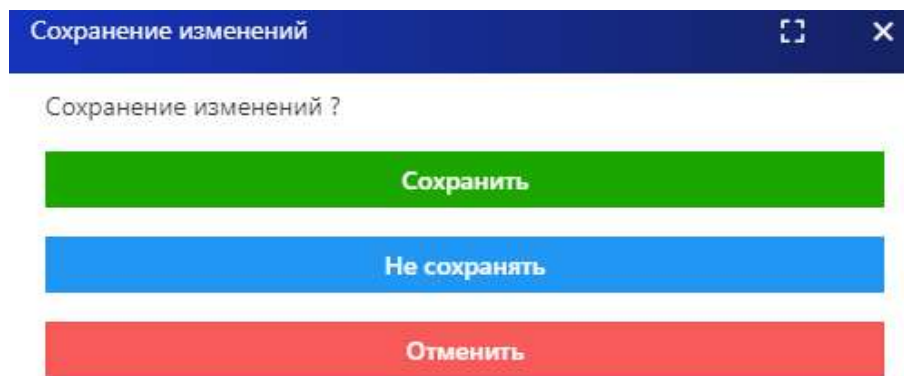 Сохранение изменений
Сохранение изменений ?
Сохранить
Не сохранять
Отменить